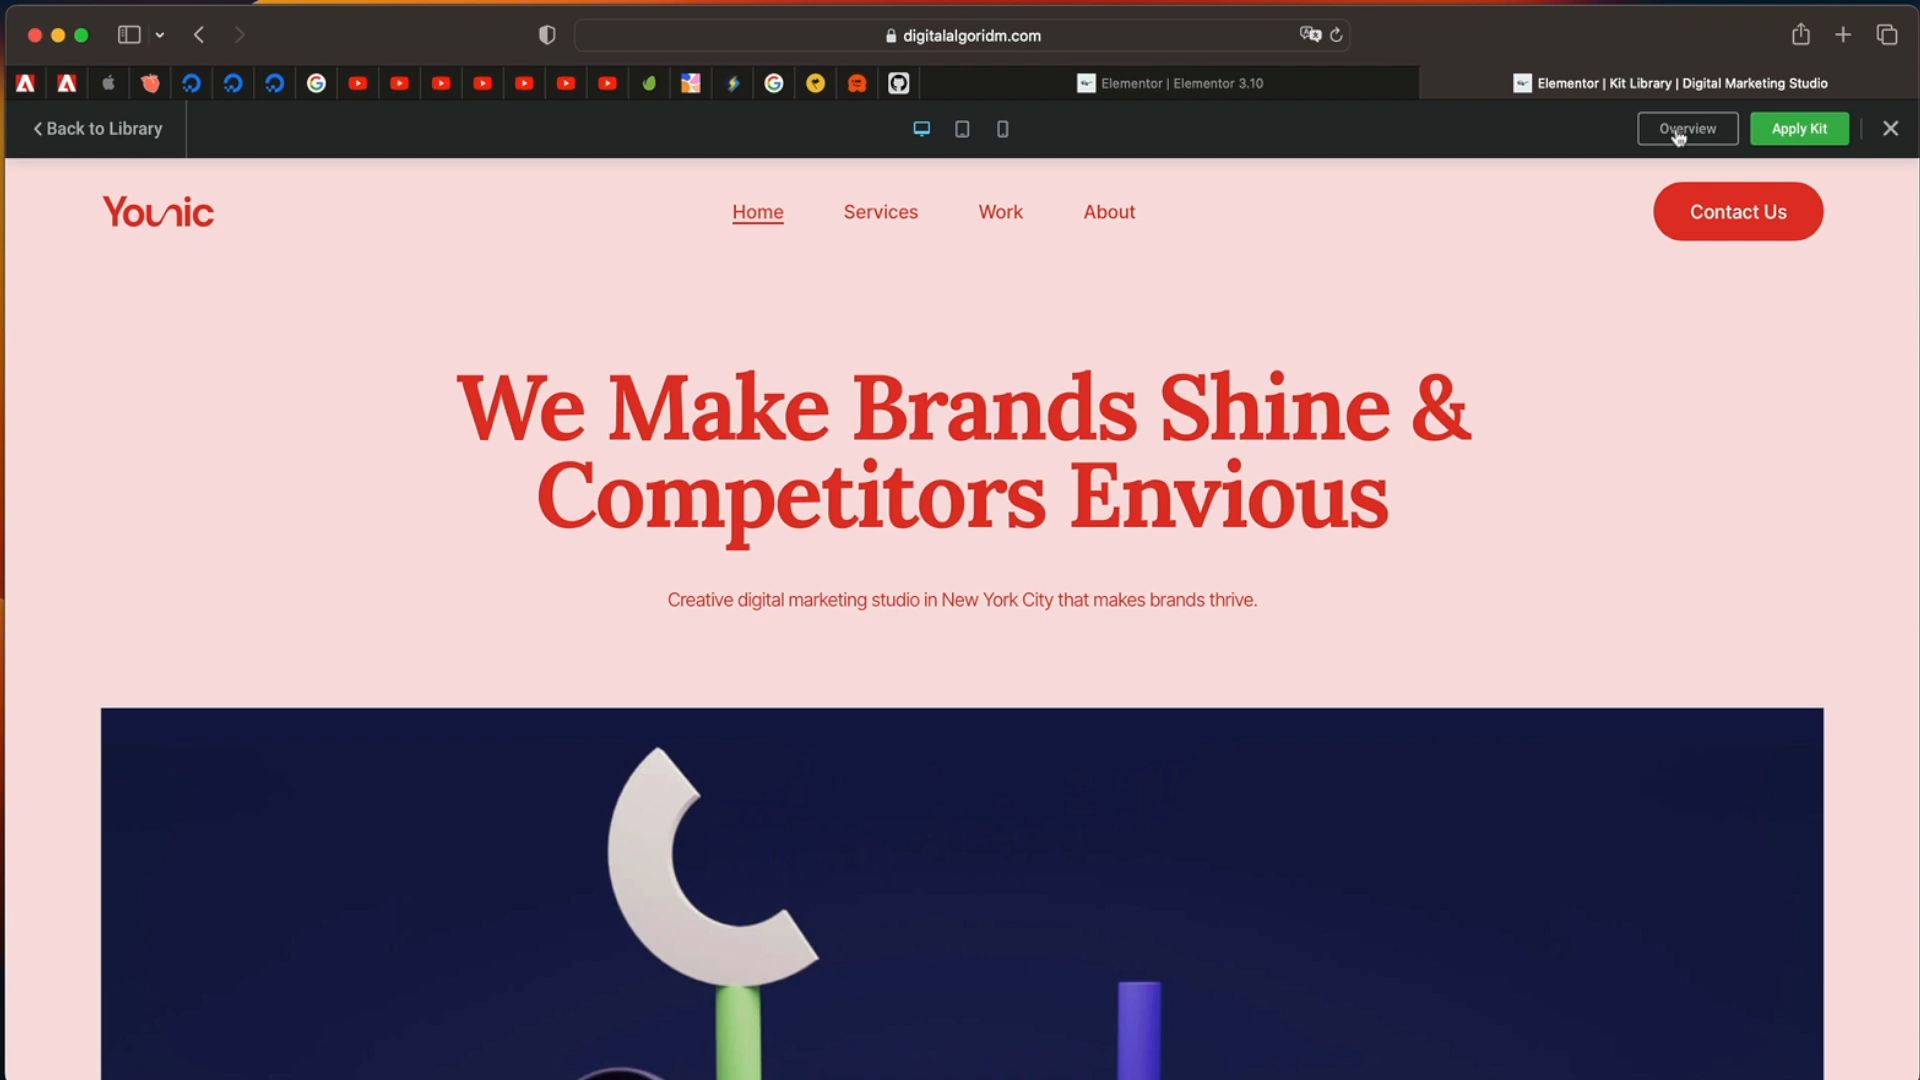 digitalalgoridm.com
Elementor | Elementor 3.10
Elementor | Kit Library | Digital Marketing Studio
Back to Library
Overview
Apply Kit
Younic
Home
Services
Work
About
Contact Us
We Make Brands Shine &
Competitors Envious
Creative digital marketing studio in New York City that makes brands thrive.